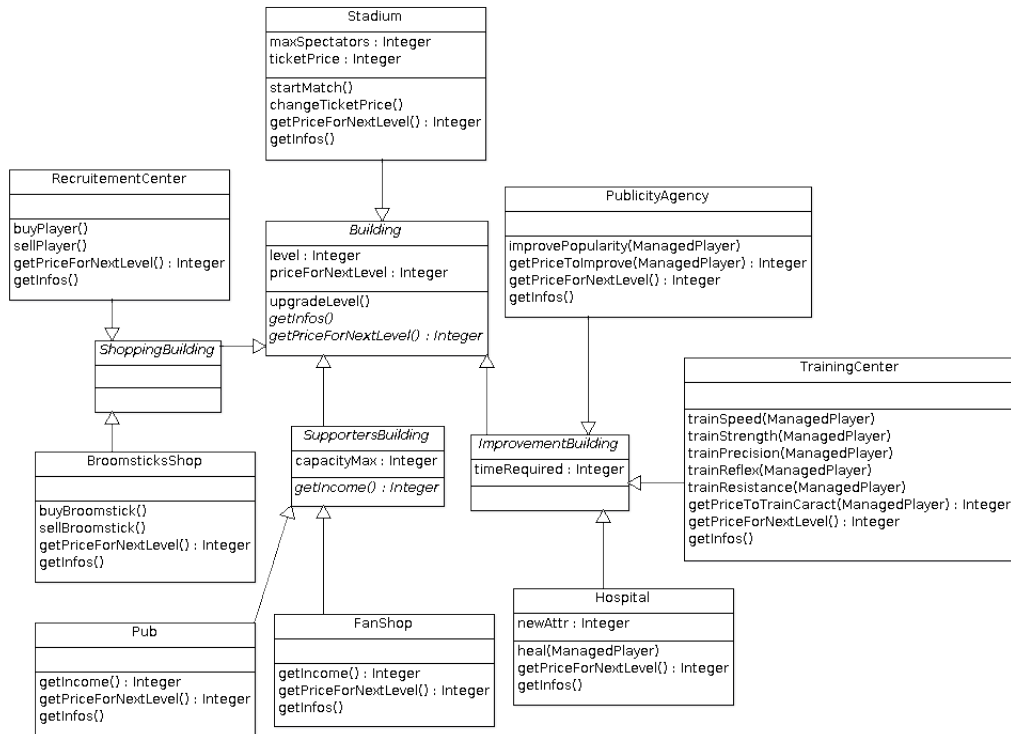 Stadium
maxSpectators : Integer
ticketPrice : Integer
startMatch()
changeTicketPrice()
getPriceForNextLevel() : Integer
getInfos()
RecruitementCenter
buyPlayer()
sellPlayer()
getPriceForNextLevel() : Integer
getInfos()
Building
level : Integer
priceForNextLevel : Integer
upgradeLevel()
getInfos()
getPriceForNextLevel() : Integer
PublicityAgency
improvePopularity(ManagedPlayer)
getPriceToImprove(ManagedPlayer) : Integer
getPriceForNextLevel() : Integer
getInfos()
ShoppingBuilding
TrainingCenter
trainSpeed(ManagedPlayer)
trainStrength(ManagedPlayer)
trainPrecision(ManagedPlayer)
trainReflex(ManagedPlayer)
trainResistance(ManagedPlayer)
getPriceToTrainCaract(ManagedPlayer) : Integer
getPriceForNextLevel() : Integer
getInfos()
SupportersBuilding
capacityMax : Integer
getIncome() : Integer
ImprovementBuilding
timeRequired : Integer
BroomsticksShop
buyBroomstick()
sellBroomstick()
getPriceForNextLevel() : Integer
getInfos()
Pub
getIncome() : Integer
getPriceForNextLevel() : Integer
getInfos()
FanShop
getIncome() : Integer
getPriceForNextLevel() : Integer
getInfos()
Hospital
newAttr : Integer
heal(ManagedPlayer)
getPriceForNextLevel() : Integer
getInfos()